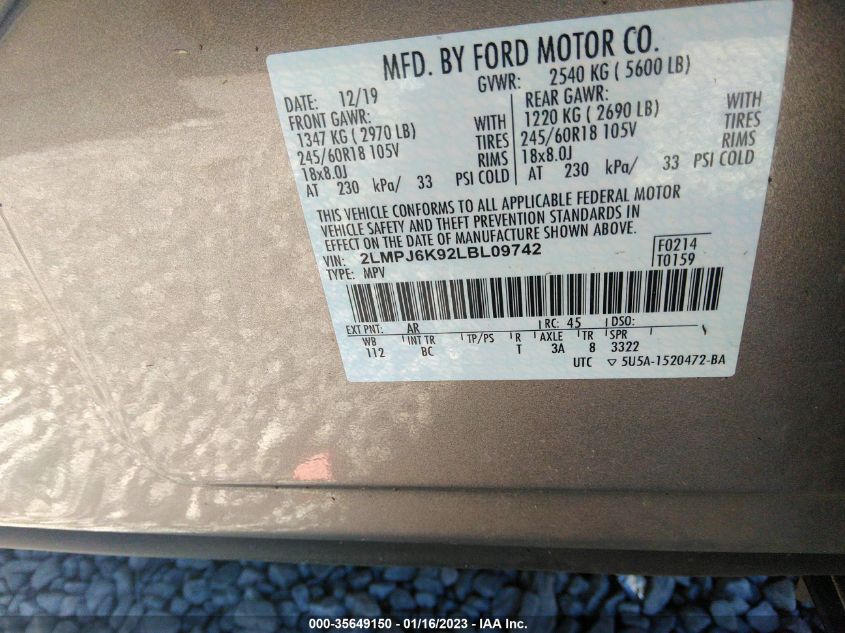 MFD. BY FORD MOTOR CO.
DATE: 12/19 GVWR: 2540 KG ( 5600 LB)
FRONT GAWR: REAR GAWR:
1347 KG ( 2970 LB) WITH 1220 KG ( 2690 LB) WITH
245/60R18 105V TIRES 245/60R18 105V TIRES
18x8.0J RIMS 18x8.0J RIMS
AT 230 kPa/ 33 PSI COLD AT 230 kPa/ 33 PSI COLD
THIS VEHICLE CONFORMS TO ALL APPLICABLE FEDERAL MOTOR
VEHICLE SAFETY AND THEFT PREVENTION STANDARDS IN
EFFECT ON THE DATE OF MANUFACTURE SHOWN ABOVE.
VIN: 2LMPJ6K92LBL09742 F0214
TYPE: MPV T0159
EXT PNT: AR RC: 45 DSO:
WB INT TR TP/PS R AXLE TR SPR
112 BC T 3A 8 3322
UTC ▽ 5U5A-1520472-BA
000-35649150 - 01/16/2023 - IAA Inc.